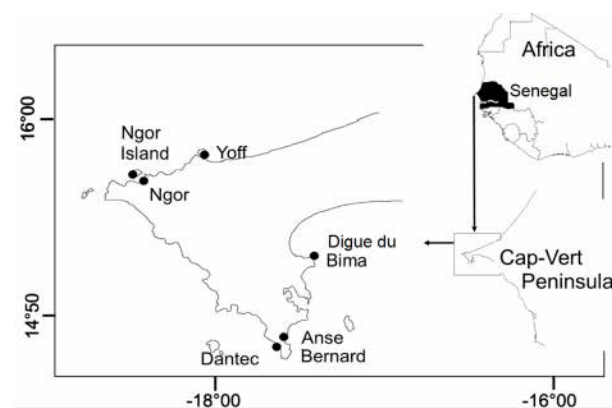 Africa
Senegal
16°00
Ngor
Island
Yoff
Ngor
Digue du
Bima
Cap-Vert
Peninsula
14°50
Anse
Bernard
Dantec
-18°00
-16°00